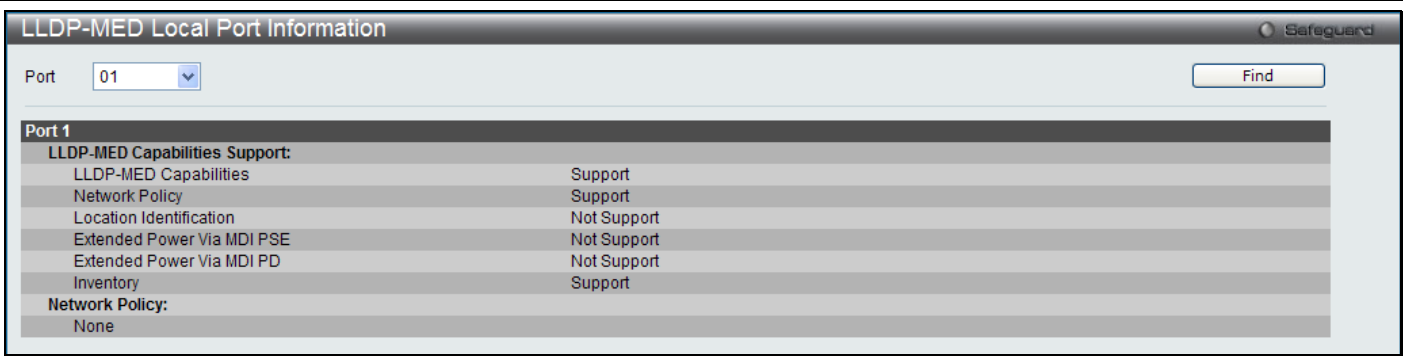 LLDP-MED Local Port Information Safeguard
Port 01 Find
Port 1
LLDP-MED Capabilities Support:
LLDP-MED Capabilities Support
Network Policy Support
Location Identification Not Support
Extended Power Via MDI PSE Not Support
Extended Power Via MDI PD Not Support
Inventory Support
Network Policy:
None